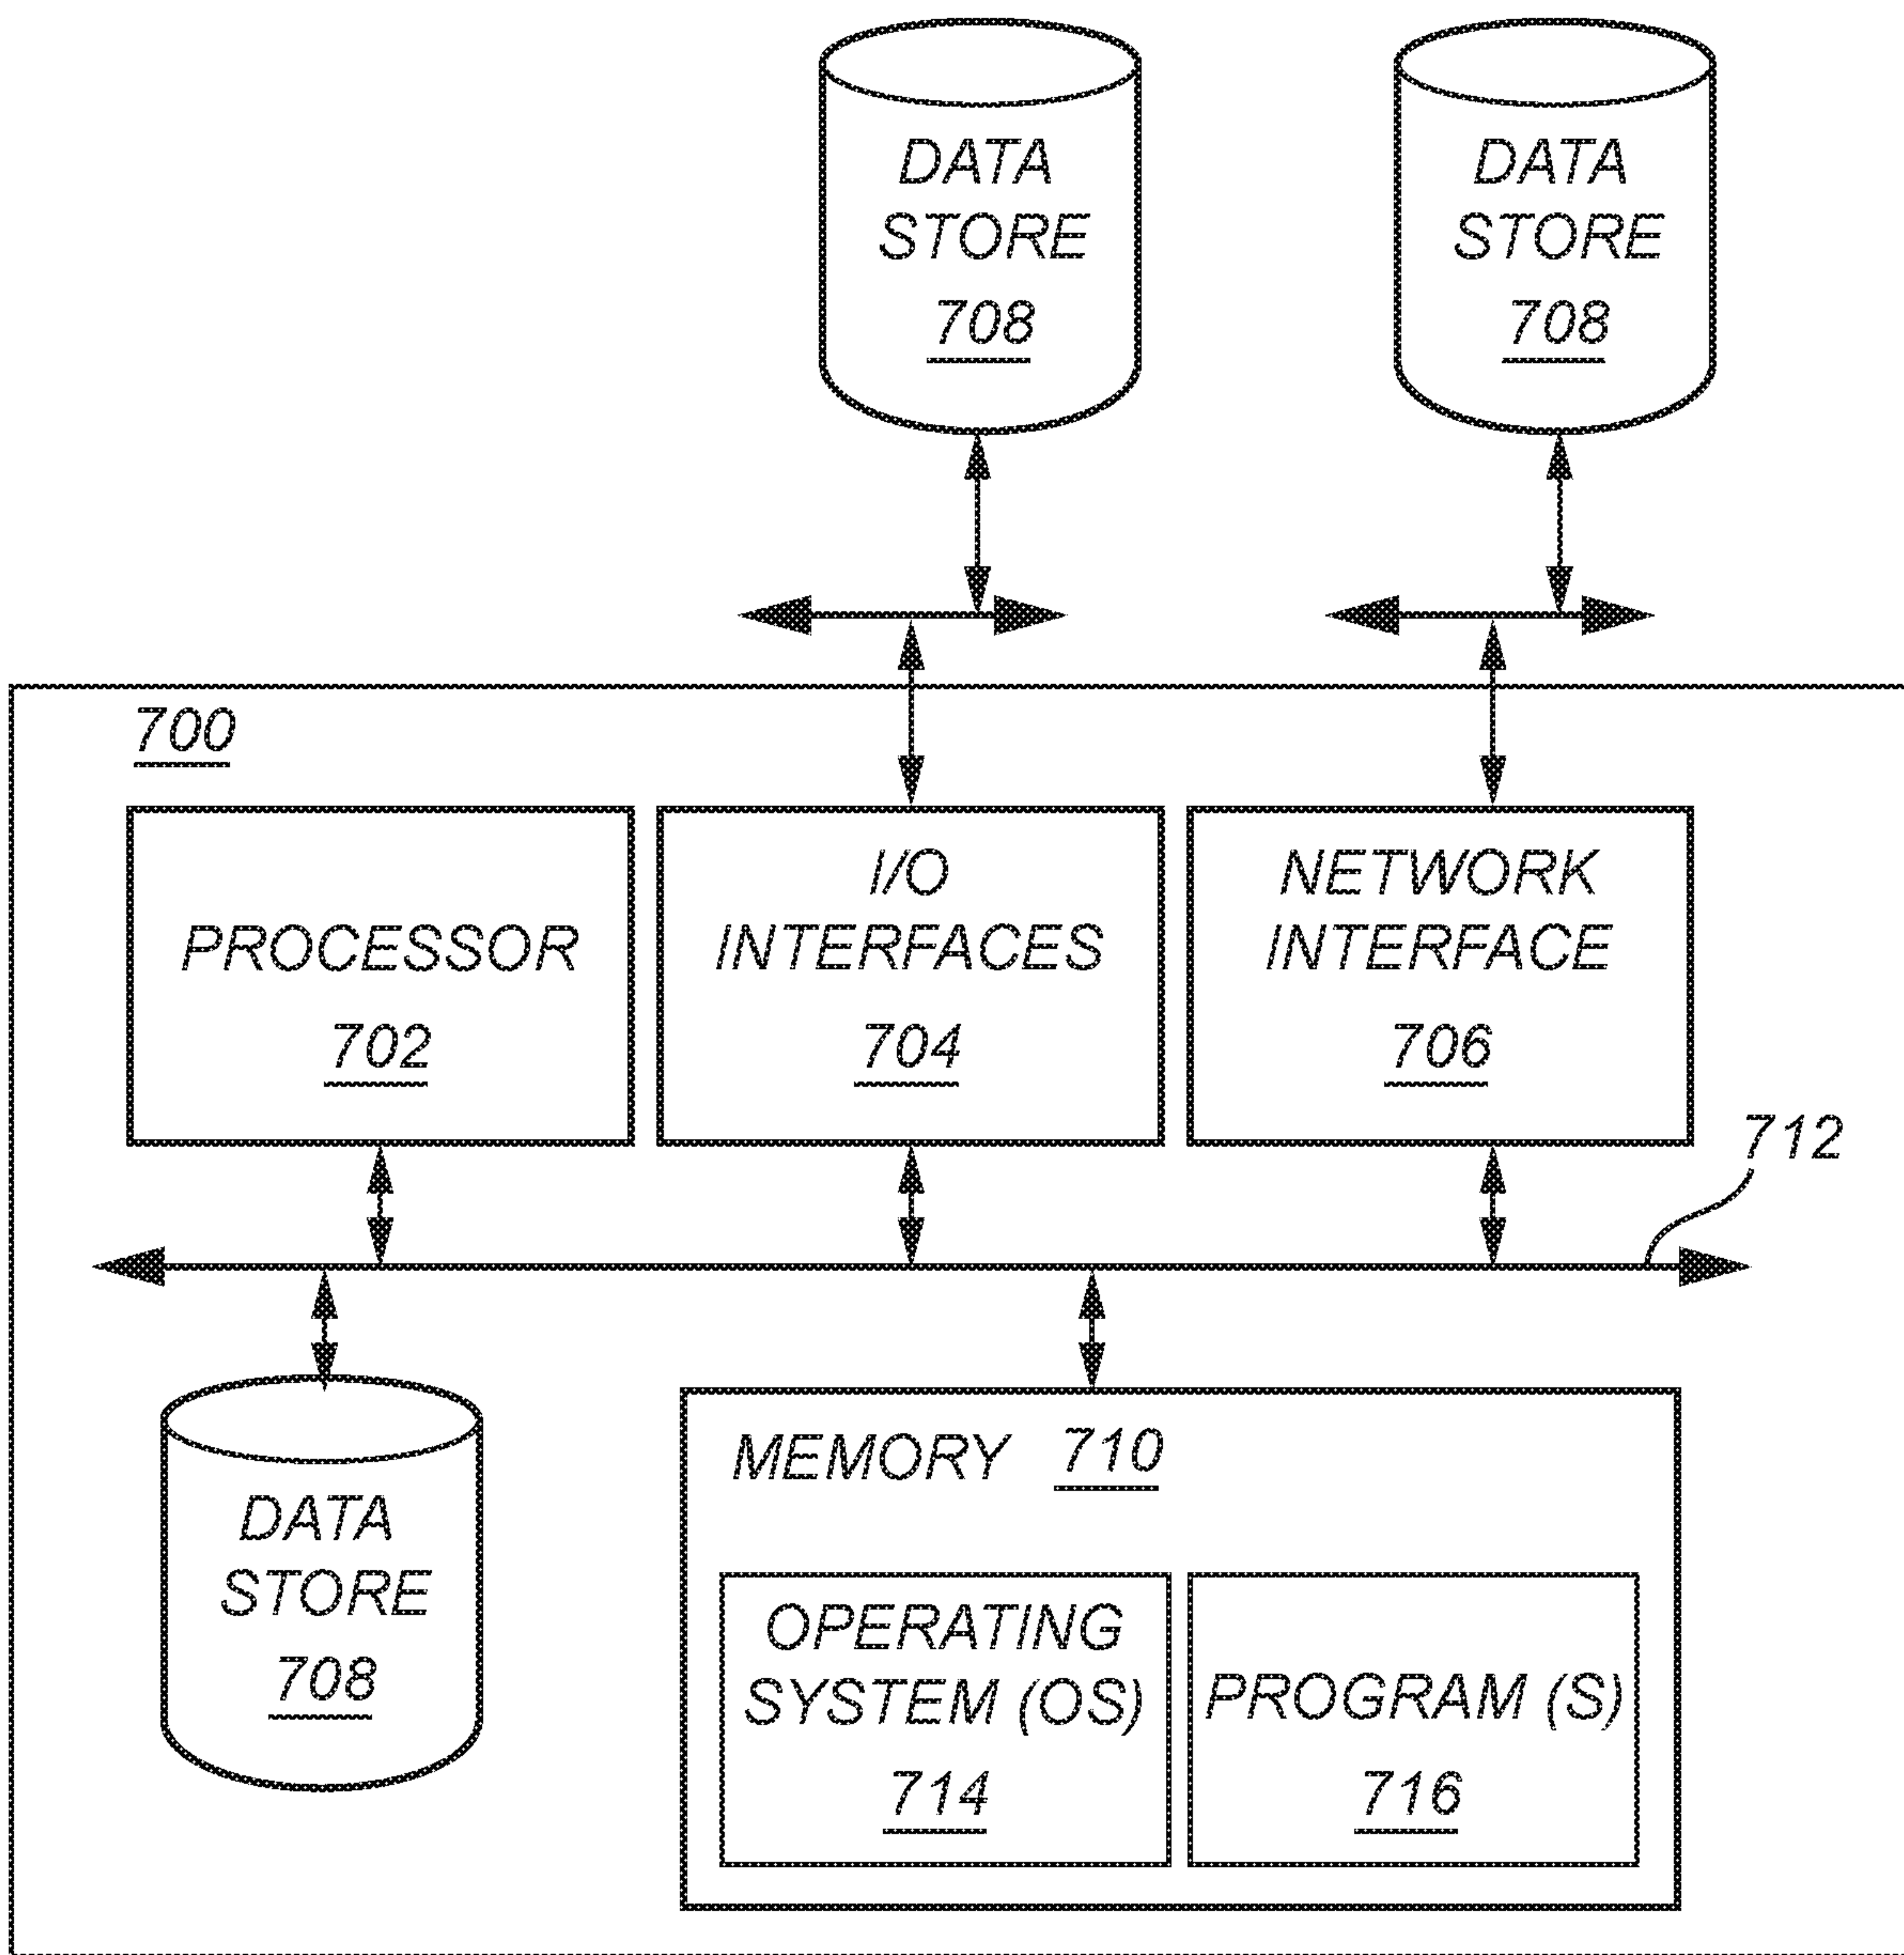 DATA
STORE
708
DATA
STORE
708
700
PROCESSOR
702
I/O
INTERFACES
704
NETWORK
INTERFACE
706
712
DATA
STORE
708
MEMORY 710
OPERATING
SYSTEM (OS)
714
PROGRAM (S)
716